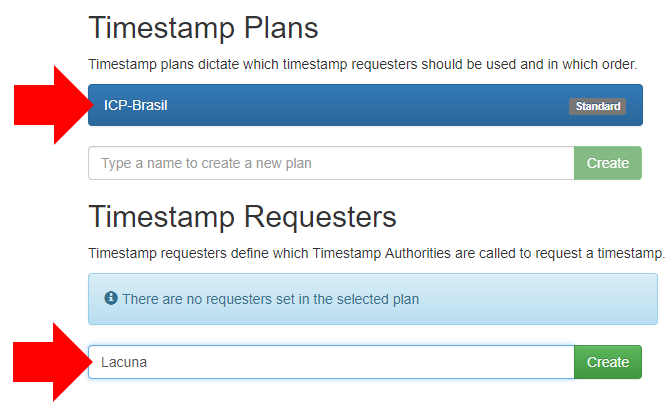 Timestamp Plans
Timestamp plans dictate which timestamp requesters should be used and in which order.
ICP-Brasil Standard
Type a name to create a new plan Create
Timestamp Requesters
Timestamp requesters define which Timestamp Authorities are called to request a timestamp.
There are no requesters set in the selected plan
Lacuna Create